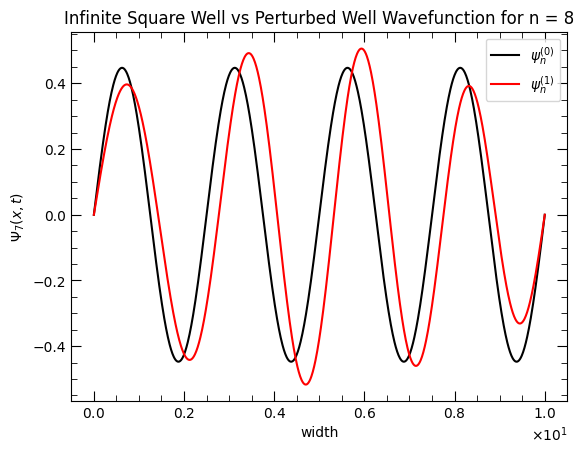 Infinite Square Well vs Perturbed Well Wavefunction for n = 8
ψₙ⁽⁰⁾
ψₙ⁽¹⁾
0.4
0.2
0.0
−0.2
−0.4
Ψ₇(x, t)
0.0 0.2 0.4 0.6 0.8 1.0
width
×10¹